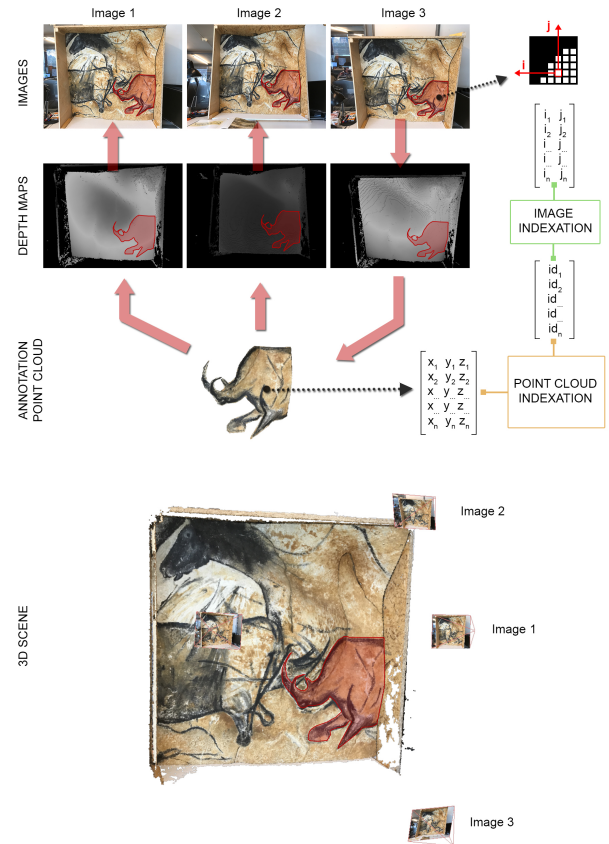 Image 1
Image 2
Image 3
IMAGES
j
i
i1 j1
i2 j2
i... j...
i... j...
in jn
DEPTH MAPS
IMAGE
INDEXATION
id1
id2
id...
id...
idn
ANNOTATION
POINT CLOUD
x1 y1 z1
x2 y2 z2
x... y... z...
x... y... z...
xn yn zn
POINT CLOUD
INDEXATION
3D SCENE
Image 2
Image 1
Image 3